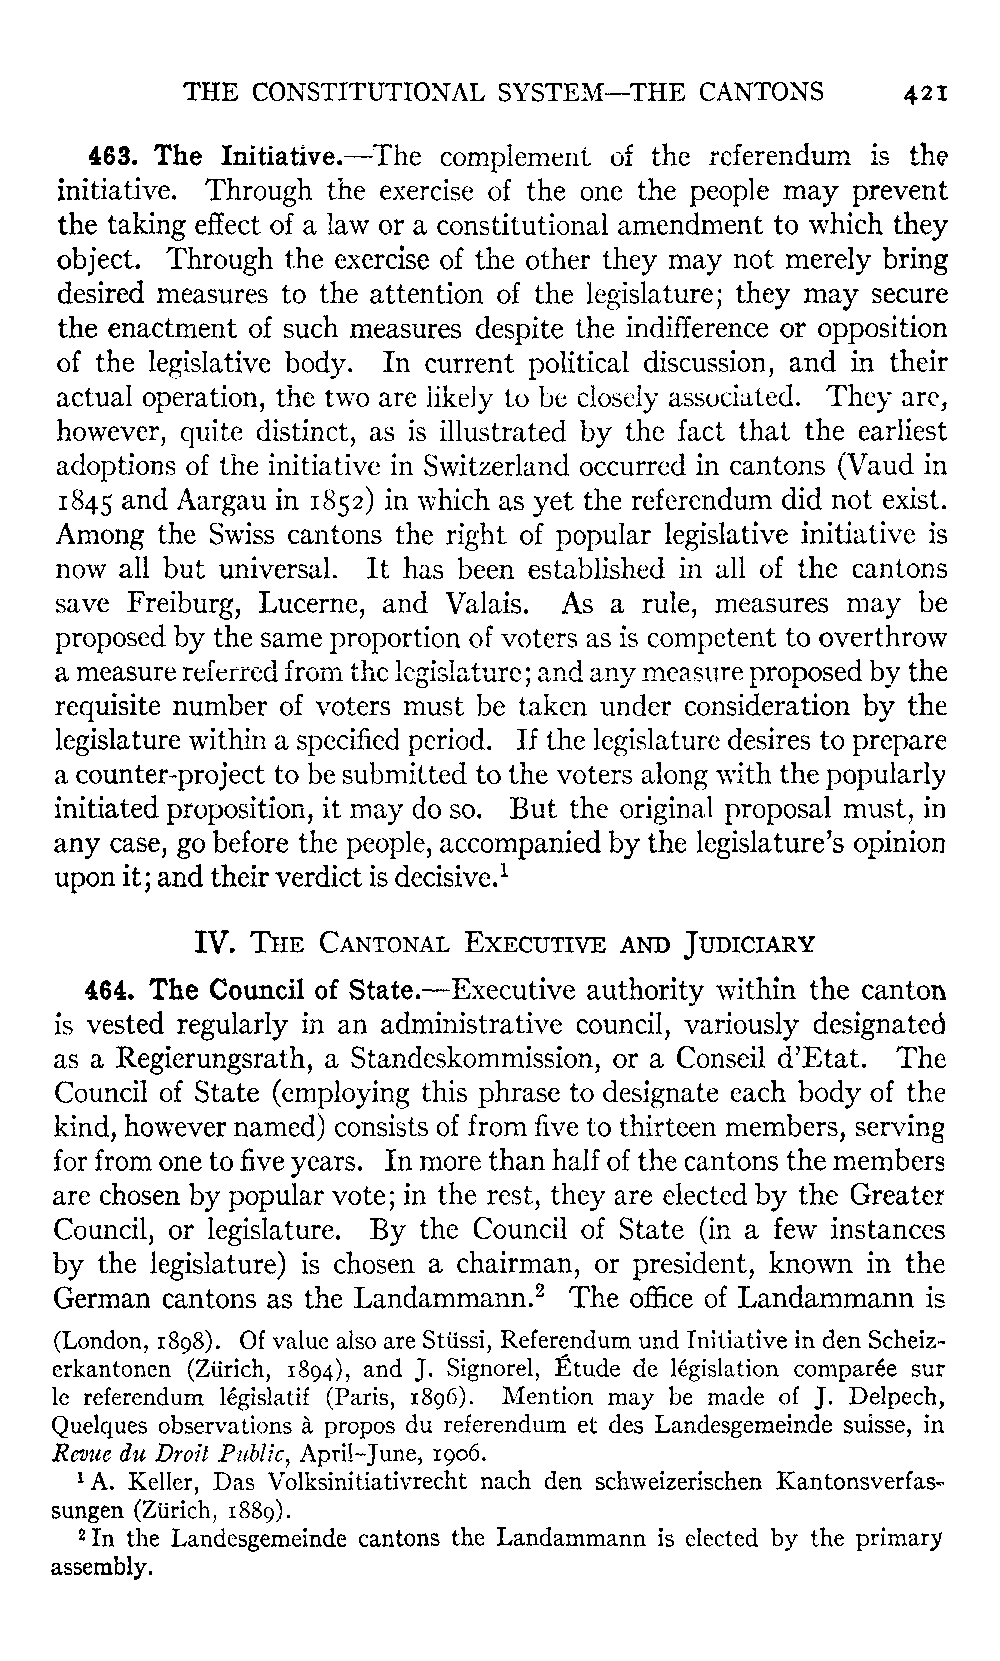 THE CONSTITUTIONAL SYSTEM—THE CANTONS 421
463. The Initiative.—The complement of the referendum is the
initiative. Through the exercise of the one the people may prevent
the taking effect of a law or a constitutional amendment to which they
object. Through the exercise of the other they may not merely bring
desired measures to the attention of the legislature; they may secure
the enactment of such measures despite the indifference or opposition
of the legislative body. In current political discussion, and in their
actual operation, the two are likely to be closely associated. They are,
however, quite distinct, as is illustrated by the fact that the earliest
adoptions of the initiative in Switzerland occurred in cantons (Vaud in
1845 and Aargau in 1852) in which as yet the referendum did not exist.
Among the Swiss cantons the right of popular legislative initiative is
now all but universal. It has been established in all of the cantons
save Freiburg, Lucerne, and Valais. As a rule, measures may be
proposed by the same proportion of voters as is competent to overthrow
a measure referred from the legislature; and any measure proposed by the
requisite number of voters must be taken under consideration by the
legislature within a specified period. If the legislature desires to prepare
a counter-project to be submitted to the voters along with the popularly
initiated proposition, it may do so. But the original proposal must, in
any case, go before the people, accompanied by the legislature's opinion
upon it; and their verdict is decisive.¹
IV. THE CANTONAL EXECUTIVE AND JUDICIARY
464. The Council of State.—Executive authority within the canton
is vested regularly in an administrative council, variously designated
as a Regierungsrath, a Standeskommission, or a Conseil d'Etat. The
Council of State (employing this phrase to designate each body of the
kind, however named) consists of from five to thirteen members, serving
for from one to five years. In more than half of the cantons the members
are chosen by popular vote; in the rest, they are elected by the Greater
Council, or legislature. By the Council of State (in a few instances
by the legislature) is chosen a chairman, or president, known in the
German cantons as the Landammann.² The office of Landammann is
(London, 1898). Of value also are Stüssi, Referendum und Initiative in den Scheiz-
erkantonen (Zürich, 1894), and J. Signorel, Étude de législation comparée sur
le referendum législatif (Paris, 1896). Mention may be made of J. Delpech,
Quelques observations à propos du referendum et des Landesgemeinde suisse, in
Revue du Droit Public, April–June, 1906.
¹ A. Keller, Das Volksinitiativrecht nach den schweizerischen Kantonsverfas-
sungen (Zürich, 1889).
² In the Landesgemeinde cantons the Landammann is elected by the primary
assembly.